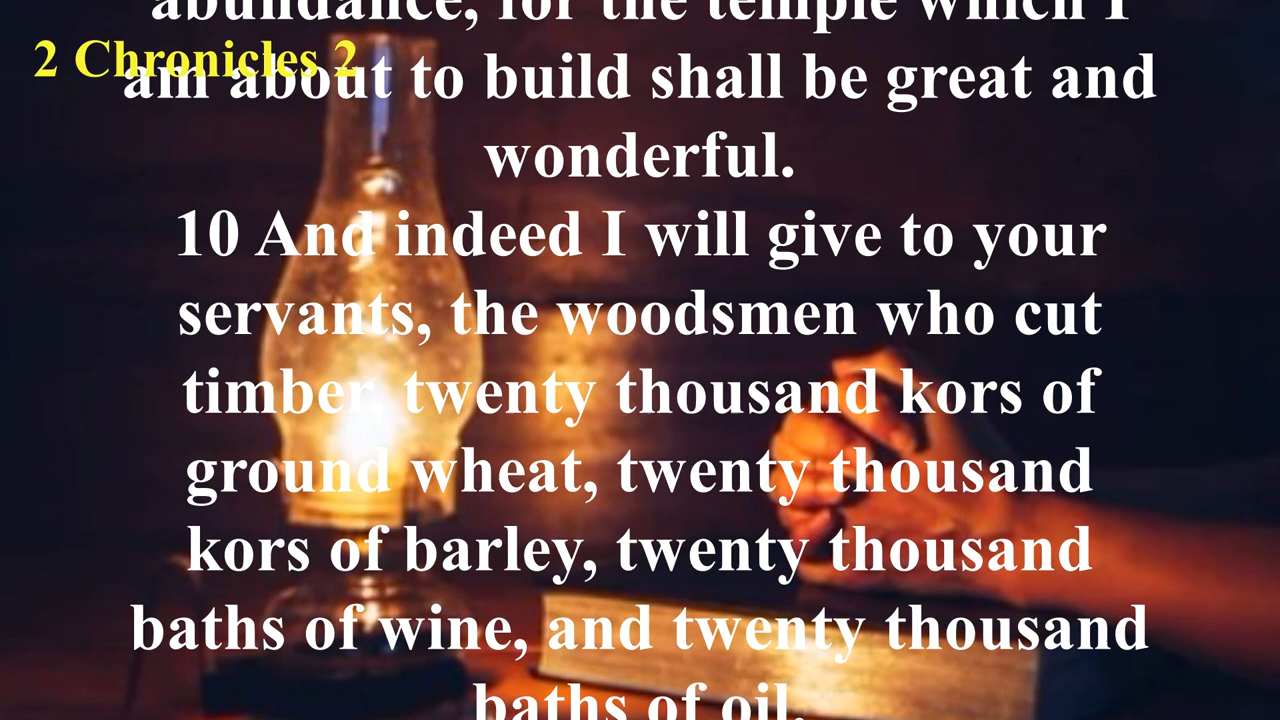 abundance, for the temple which I
2 Chronicles 2
am about to build shall be great and
wonderful.
10 And indeed I will give to your
servants, the woodsmen who cut
timber, twenty thousand kors of
ground wheat, twenty thousand
kors of barley, twenty thousand
baths of wine, and twenty thousand
baths of oil.